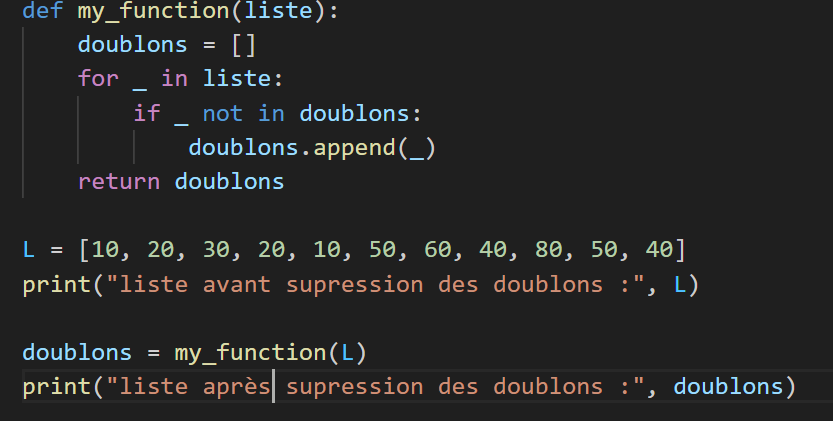 def my_function(liste):
    doublons = []
    for _ in liste:
        if _ not in doublons:
            doublons.append(_)
    return doublons

L = [10, 20, 30, 20, 10, 50, 60, 40, 80, 50, 40]
print("liste avant supression des doublons :", L)

doublons = my_function(L)
print("liste après supression des doublons :", doublons)